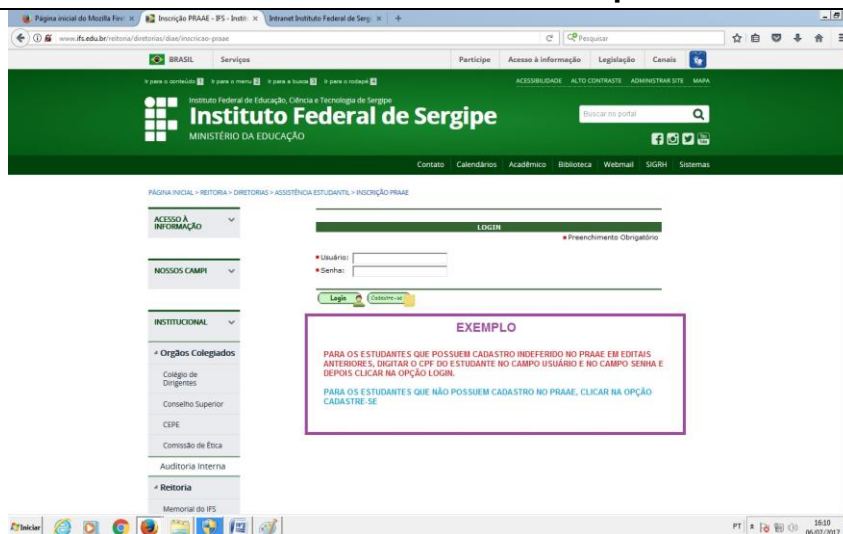 Página inicial do Mozilla Fire
Inscrição PRAAE - IFS - Instit
Intranet Instituto Federal de Serg
www.ifs.edu.br/reitoria/diretorias/diae/inscricao-praae
Pesquisar
BRASIL Serviços Participe Acesso à informação Legislação Canais
Ir para o conteúdo 1 Ir para o menu 2 Ir para a busca 3 Ir para o rodapé 4 ACESSIBILIDADE ALTO CONTRASTE ADMINISTRAR SITE MAPA
Instituto Federal de Educação, Ciência e Tecnologia de Sergipe
Instituto Federal de Sergipe
MINISTÉRIO DA EDUCAÇÃO
Buscar no portal
Contato Calendários Acadêmico Biblioteca Webmail SIGRH Sistemas
PÁGINA INICIAL > REITORIA > DIRETORIAS > ASSISTÊNCIA ESTUDANTIL > INSCRIÇÃO PRAAE
ACESSO À
INFORMAÇÃO
NOSSOS CAMPI
INSTITUCIONAL
Orgãos Colegiados
Colégio de
Dirigentes
Conselho Superior
CEPE
Comissão de Ética
Auditoria Interna
Reitoria
Memorial do IFS
LOGIN
Preenchimento Obrigatório
Usuário:
Senha:
Login Cadastre-se
EXEMPLO
PARA OS ESTUDANTES QUE POSSUEM CADASTRO INDEFERIDO NO PRAAE EM EDITAIS
ANTERIORES, DIGITAR O CPF DO ESTUDANTE NO CAMPO USUÁRIO E NO CAMPO SENHA E
DEPOIS CLICAR NA OPÇÃO LOGIN.
PARA OS ESTUDANTES QUE NÃO POSSUEM CADASTRO NO PRAAE, CLICAR NA OPÇÃO
CADASTRE-SE
Iniciar
PT
16:10
06/02/2017